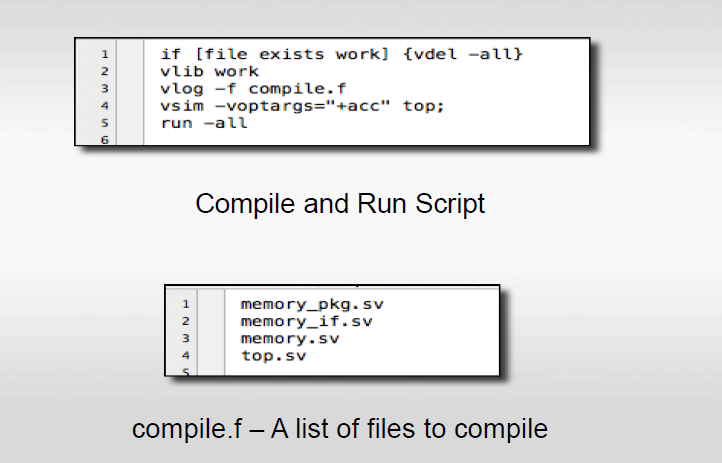 1 if [file exists work] {vdel –all}
2 vlib work
3 vlog –f compile.f
4 vsim –voptargs="+acc" top;
5 run –all
6
Compile and Run Script
1 memory_pkg.sv
2 memory_if.sv
3 memory.sv
4 top.sv
5
compile.f – A list of files to compile